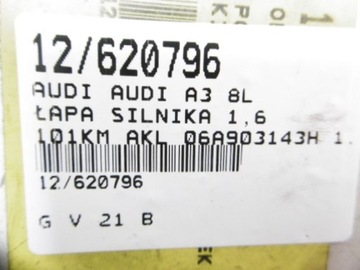 12/620796
AUDI AUDI A3 8L
ŁAPA SILNIKA 1,6
101KM AKL 06A903143H 1.
12/620796
G V 21 B